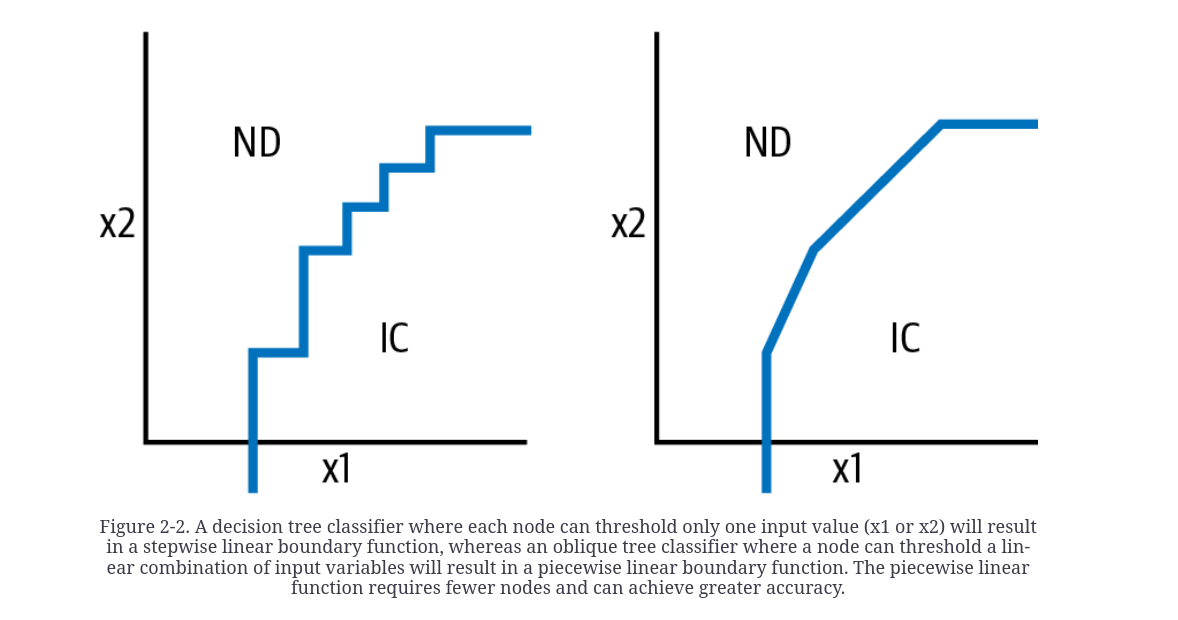 ND
x2
IC
x1
ND
x2
IC
x1
Figure 2-2. A decision tree classifier where each node can threshold only one input value (x1 or x2) will result
in a stepwise linear boundary function, whereas an oblique tree classifier where a node can threshold a lin-
ear combination of input variables will result in a piecewise linear boundary function. The piecewise linear
function requires fewer nodes and can achieve greater accuracy.